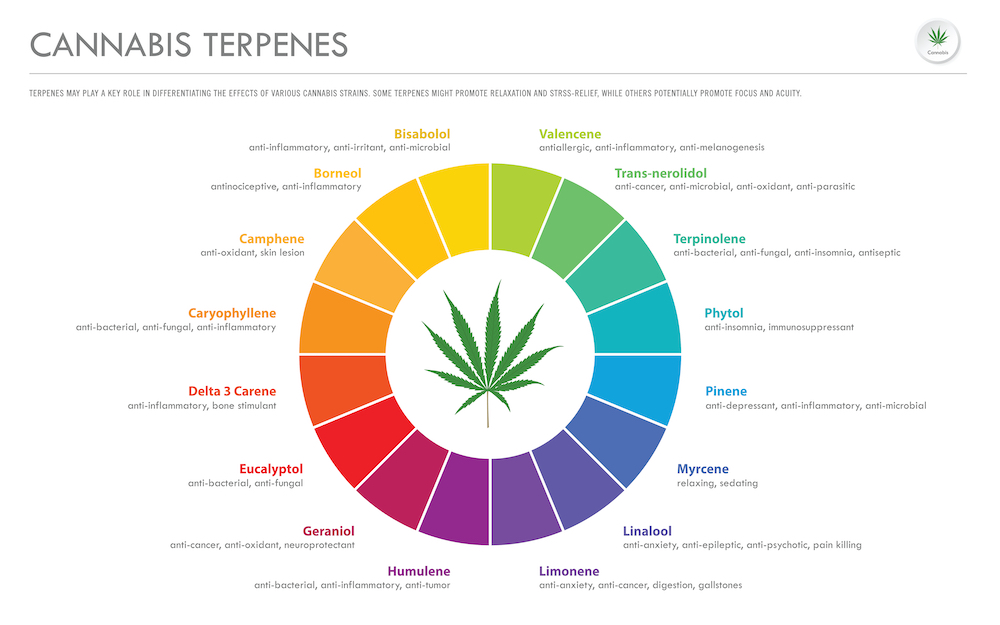 CANNABIS TERPENES
Cannabis
TERPENES MAY PLAY A KEY ROLE IN DIFFERENTIATING THE EFFECTS OF VARIOUS CANNABIS STRAINS. SOME TERPENES MIGHT PROMOTE RELAXATION AND STRSS-RELIEF, WHILE OTHERS POTENTIALLY PROMOTE FOCUS AND ACUITY.
Bisabolol
anti-inflammatory, anti-irritant, anti-microbial
Valencene
antiallergic, anti-inflammatory, anti-melanogenesis
Borneol
antinociceptive, anti-inflammatory
Trans-nerolidol
anti-cancer, anti-microbial, anti-oxidant, anti-parasitic
Camphene
anti-oxidant, skin lesion
Terpinolene
anti-bacterial, anti-fungal, anti-insomnia, antiseptic
Caryophyllene
anti-bacterial, anti-fungal, anti-inflammatory
Phytol
anti-insomnia, immunosuppressant
Delta 3 Carene
anti-inflammatory, bone stimulant
Pinene
anti-depressant, anti-inflammatory, anti-microbial
Eucalyptol
anti-bacterial, anti-fungal
Myrcene
relaxing, sedating
Geraniol
anti-cancer, anti-oxidant, neuroprotectant
Linalool
anti-anxiety, anti-epileptic, anti-psychotic, pain killing
Humulene
anti-bacterial, anti-inflammatory, anti-tumor
Limonene
anti-anxiety, anti-cancer, digestion, gallstones